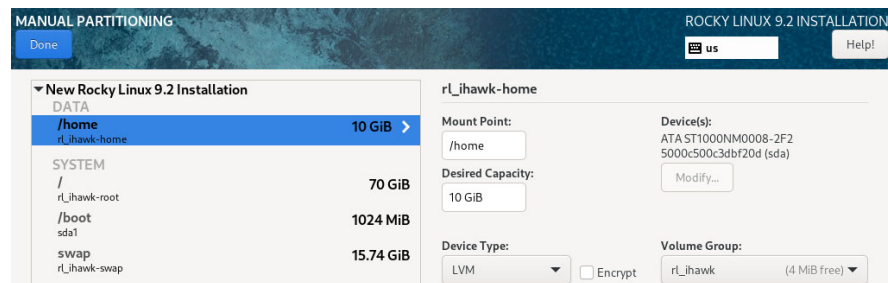 MANUAL PARTITIONING
ROCKY LINUX 9.2 INSTALLATION
Done
us
Help!
New Rocky Linux 9.2 Installation
DATA
/home 10 GiB
rl_ihawk-home
SYSTEM
/ 70 GiB
rl_ihawk-root
/boot 1024 MiB
sda1
swap 15.74 GiB
rl_ihawk-swap
rl_ihawk-home
Mount Point:
/home
Desired Capacity:
10 GiB
Device(s):
ATA ST1000NM0008-2F2
5000c500c3dbf20d (sda)
Modify...
Device Type:
LVM
Encrypt
Volume Group:
rl_ihawk (4 MiB free)